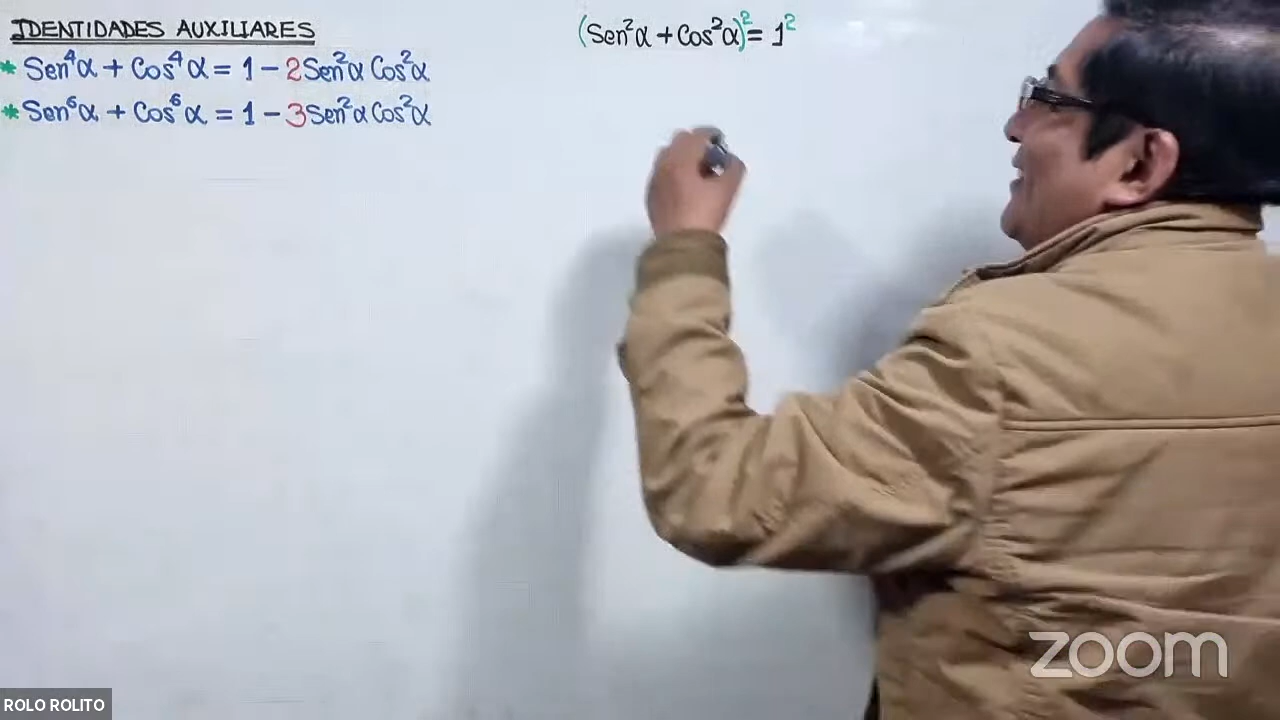 IDENTIDADES AUXILIARES
* Sen⁴α + Cos⁴α = 1 - 2Sen²α Cos²α
* Sen⁶α + Cos⁶α = 1 - 3Sen²α Cos²α
(Sen²α + Cos²α)² = 1²
zoom
ROLO ROLITO